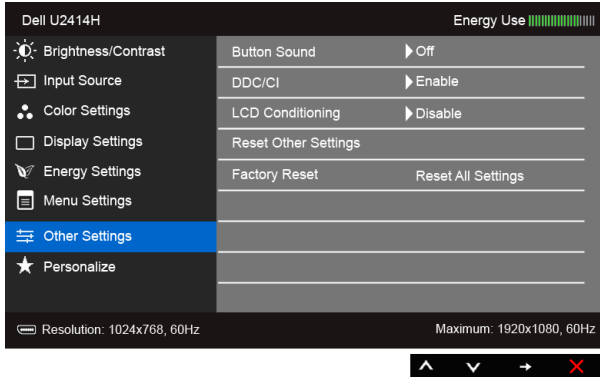 Dell U2414H Energy Use
Brightness/Contrast Button Sound Off
Input Source DDC/CI Enable
Color Settings LCD Conditioning Disable
Display Settings Reset Other Settings
Energy Settings Factory Reset Reset All Settings
Menu Settings
Other Settings
Personalize
Resolution: 1024x768, 60Hz Maximum: 1920x1080, 60Hz